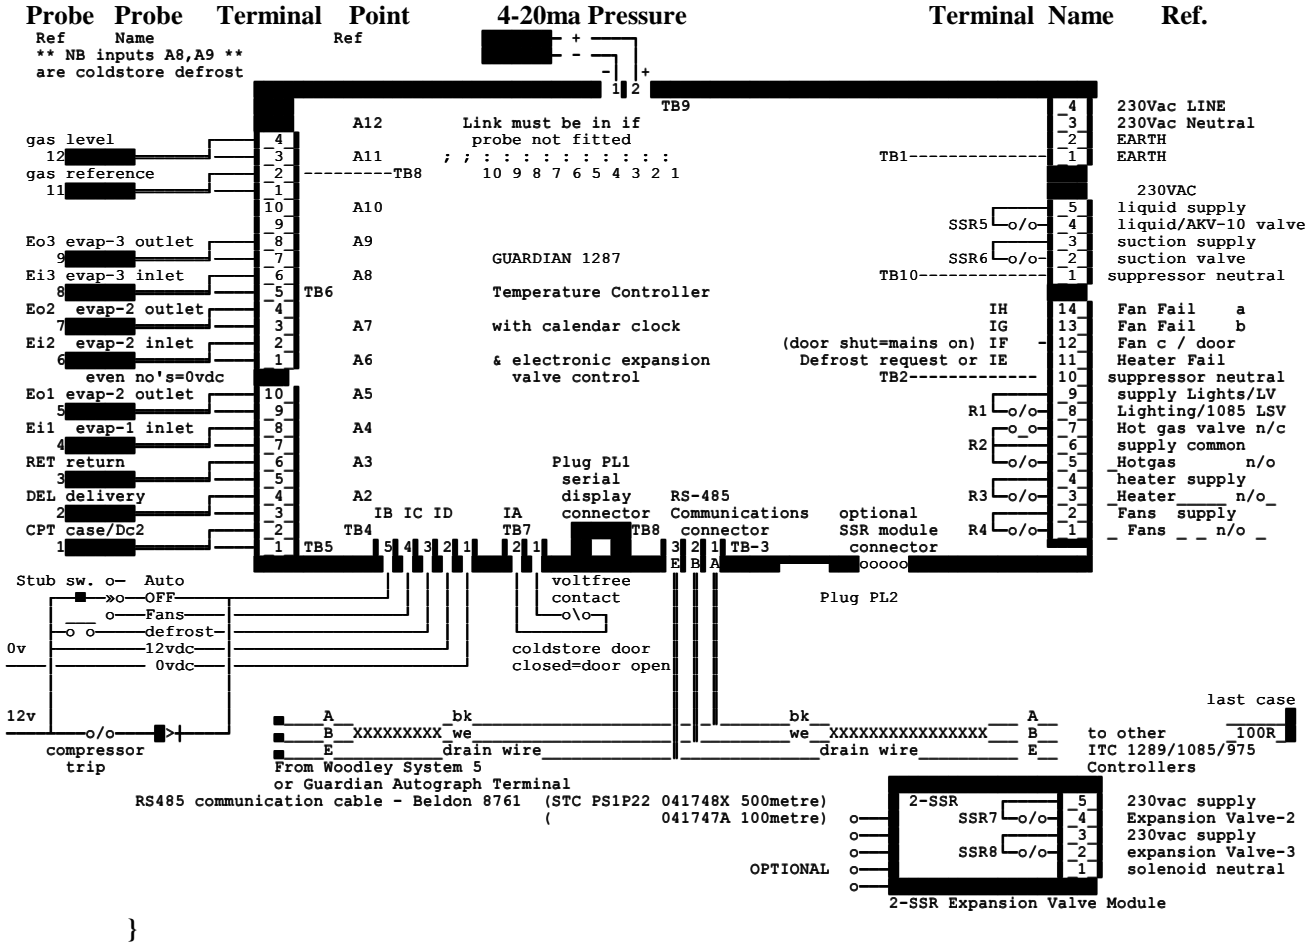 Probe Probe Terminal Point 4-20ma Pressure Terminal Name Ref.
Ref Name Ref - + -
** NB inputs A8,A9 ** - - -
are coldstore defrost - +
1 2
TB9 4 230Vac LINE
A12 Link must be in if 3 230Vac Neutral
gas level 4 probe not fitted 2 EARTH
12 3 A11 ; ; : : : : : : : : : : TB1 1 EARTH
gas reference 2 TB8 10 9 8 7 6 5 4 3 2 1
11 1 230VAC
10 A10 5 liquid supply
9 SSR5 o/o 4 liquid/AKV-10 valve
Eo3 evap-3 outlet 8 A9 3 suction supply
9 7 GUARDIAN 1287 SSR6 o/o 2 suction valve
Ei3 evap-3 inlet 6 A8 TB10 1 suppressor neutral
8 5 TB6 Temperature Controller
Eo2 evap-2 outlet 4 IH 14 Fan Fail a
7 3 A7 with calendar clock IG 13 Fan Fail b
Ei2 evap-2 inlet 2 (door shut=mains on) IF - 12 Fan c / door
6 1 A6 & electronic expansion Defrost request or IE 11 Heater Fail
even no's=0vdc valve control TB2 10 suppressor neutral
Eo1 evap-2 outlet 10 A5 9 supply Lights/LV
5 9 R1 o/o 8 Lighting/1085 LSV
Ei1 evap-1 inlet 8 A4 o_o 7 Hot gas valve n/c
4 7 R2 6 supply common
RET return 6 A3 Plug PL1 o/o 5 _Hotgas n/o
3 5 serial 4 heater supply
DEL delivery 4 A2 display RS-485 R3 o/o 3 _Heater_____ n/o_
2 3 IB IC ID IA connector Communications optional 2 Fans supply
CPT case/Dc2 2 TB4 TB7 TB8 connector SSR module R4 o/o 1 _ Fans _ _ n/o _
1 1 TB5 5 4 3 2 1 2 1 3 2 1 TB-3 connector
E B A ooooo
Stub sw. o- Auto voltfree
»o OFF contact Plug PL2
o Fans o\o
o o defrost
0v 12vdc coldstore door
0vdc closed=door open
last case
12v A bk bk A
o/o >+ B XXXXXXXXX we we XXXXXXXXXXXXXXXX B to other 100R
compressor E drain wire drain wire E ITC 1289/1085/975
trip From Woodley System 5 Controllers
or Guardian Autograph Terminal
RS485 communication cable - Beldon 8761 (STC PS1P22 041748X 500metre) 2-SSR 5 230vac supply
( 041747A 100metre) o SSR7 o/o 4 Expansion Valve-2
o 3 230vac supply
o SSR8 o/o 2 expansion Valve-3
OPTIONAL o 1 solenoid neutral
o
2-SSR Expansion Valve Module
}